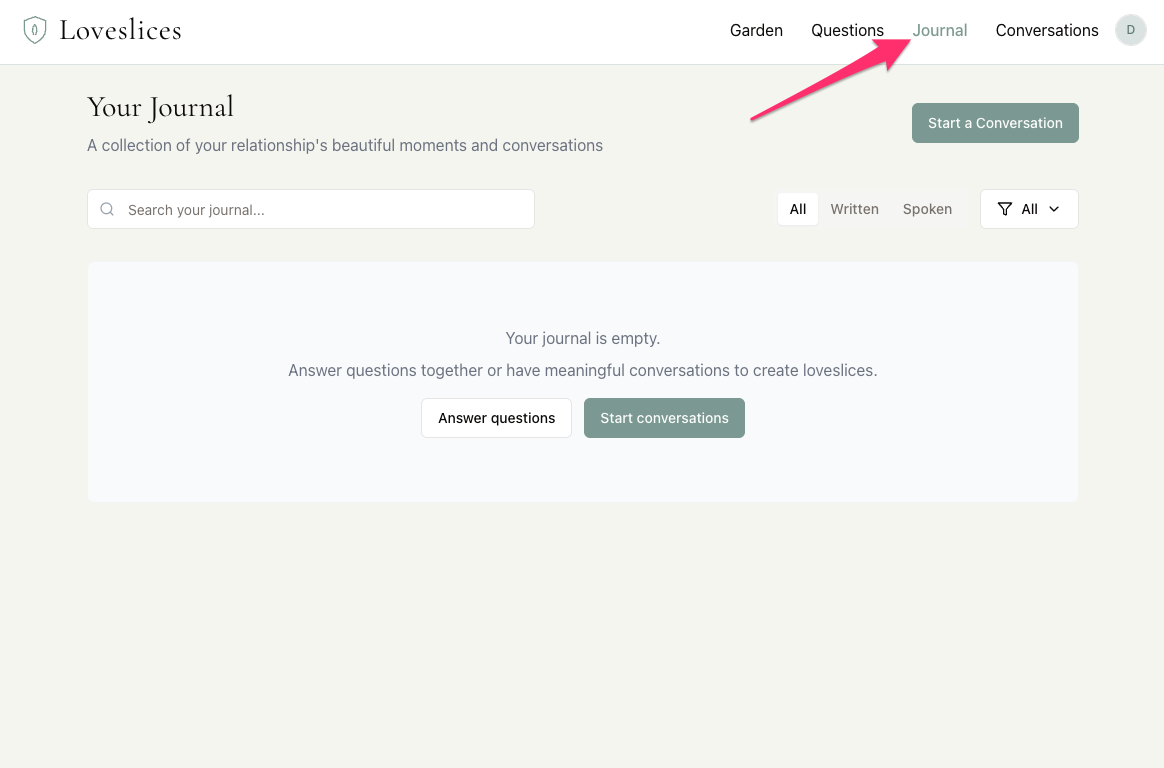 Loveslices
Garden Questions Journal Conversations D
Your Journal
A collection of your relationship's beautiful moments and conversations
Start a Conversation
Search your journal...
All Written Spoken All
Your journal is empty.
Answer questions together or have meaningful conversations to create loveslices.
Answer questions Start conversations